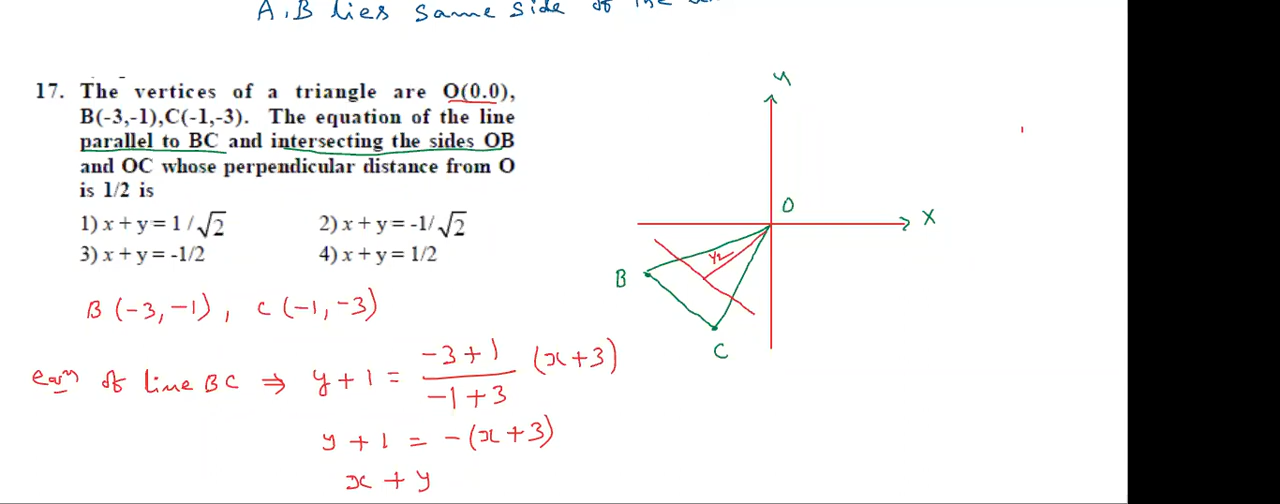 A,B lies same side of the
17. The vertices of a triangle are O(0.0),
B(-3,-1),C(-1,-3). The equation of the line
parallel to BC and intersecting the sides OB
and OC whose perpendicular distance from O
is 1/2 is
1) x + y = 1 / √2 2) x + y = -1/√2
3) x + y = -1/2 4) x + y = 1/2
Y
O
X
1/2
B
C
B (-3, -1), C (-1, -3)
eqn of line BC ⇒ y + 1 = (-3+1)/(-1+3) (x+3)
y + 1 = -(x+3)
x + y